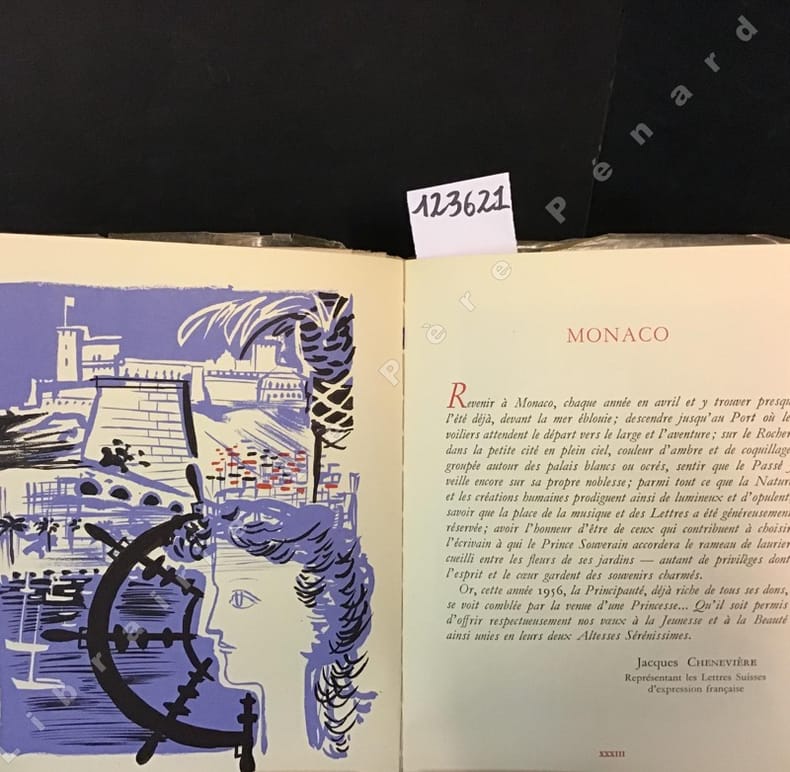 123621
MONACO
Revenir à Monaco, chaque année en avril et y trouver presqu
l'été déjà, devant la mer éblouie; descendre jusqu'au Port où le
voiliers attendent le départ vers le large et l'aventure; sur le Rocher
dans la petite cité en plein ciel, couleur d'ambre et de coquillag
groupée autour des palais blancs ou ocrés, sentir que le Passé
veille encore sur sa propre noblesse; parmi tout ce que la Natur
et les créations humaines prodiguent ainsi de lumineux et d'opulent
savoir que la place de la musique et des Lettres a été généreusement
réservée; avoir l'honneur d'être de ceux qui contribuent à choisir
l'écrivain à qui le Prince Souverain accordera le rameau de laurier
cueilli entre les fleurs de ses jardins — autant de privilèges dont
l'esprit et le cœur gardent des souvenirs charmés.
Or, cette année 1956, la Principauté, déjà riche de tous ses dons,
se voit comblée par la venue d'une Princesse... Qu'il soit permis
d'offrir respectueusement nos vœux à la Jeunesse et à la Beauté
ainsi unies en leurs deux Altesses Sérénissimes.
Jacques CHENEVIÈRE
Représentant les Lettres Suisses
d'expression française
XXXIII
Librairie Père Pénard